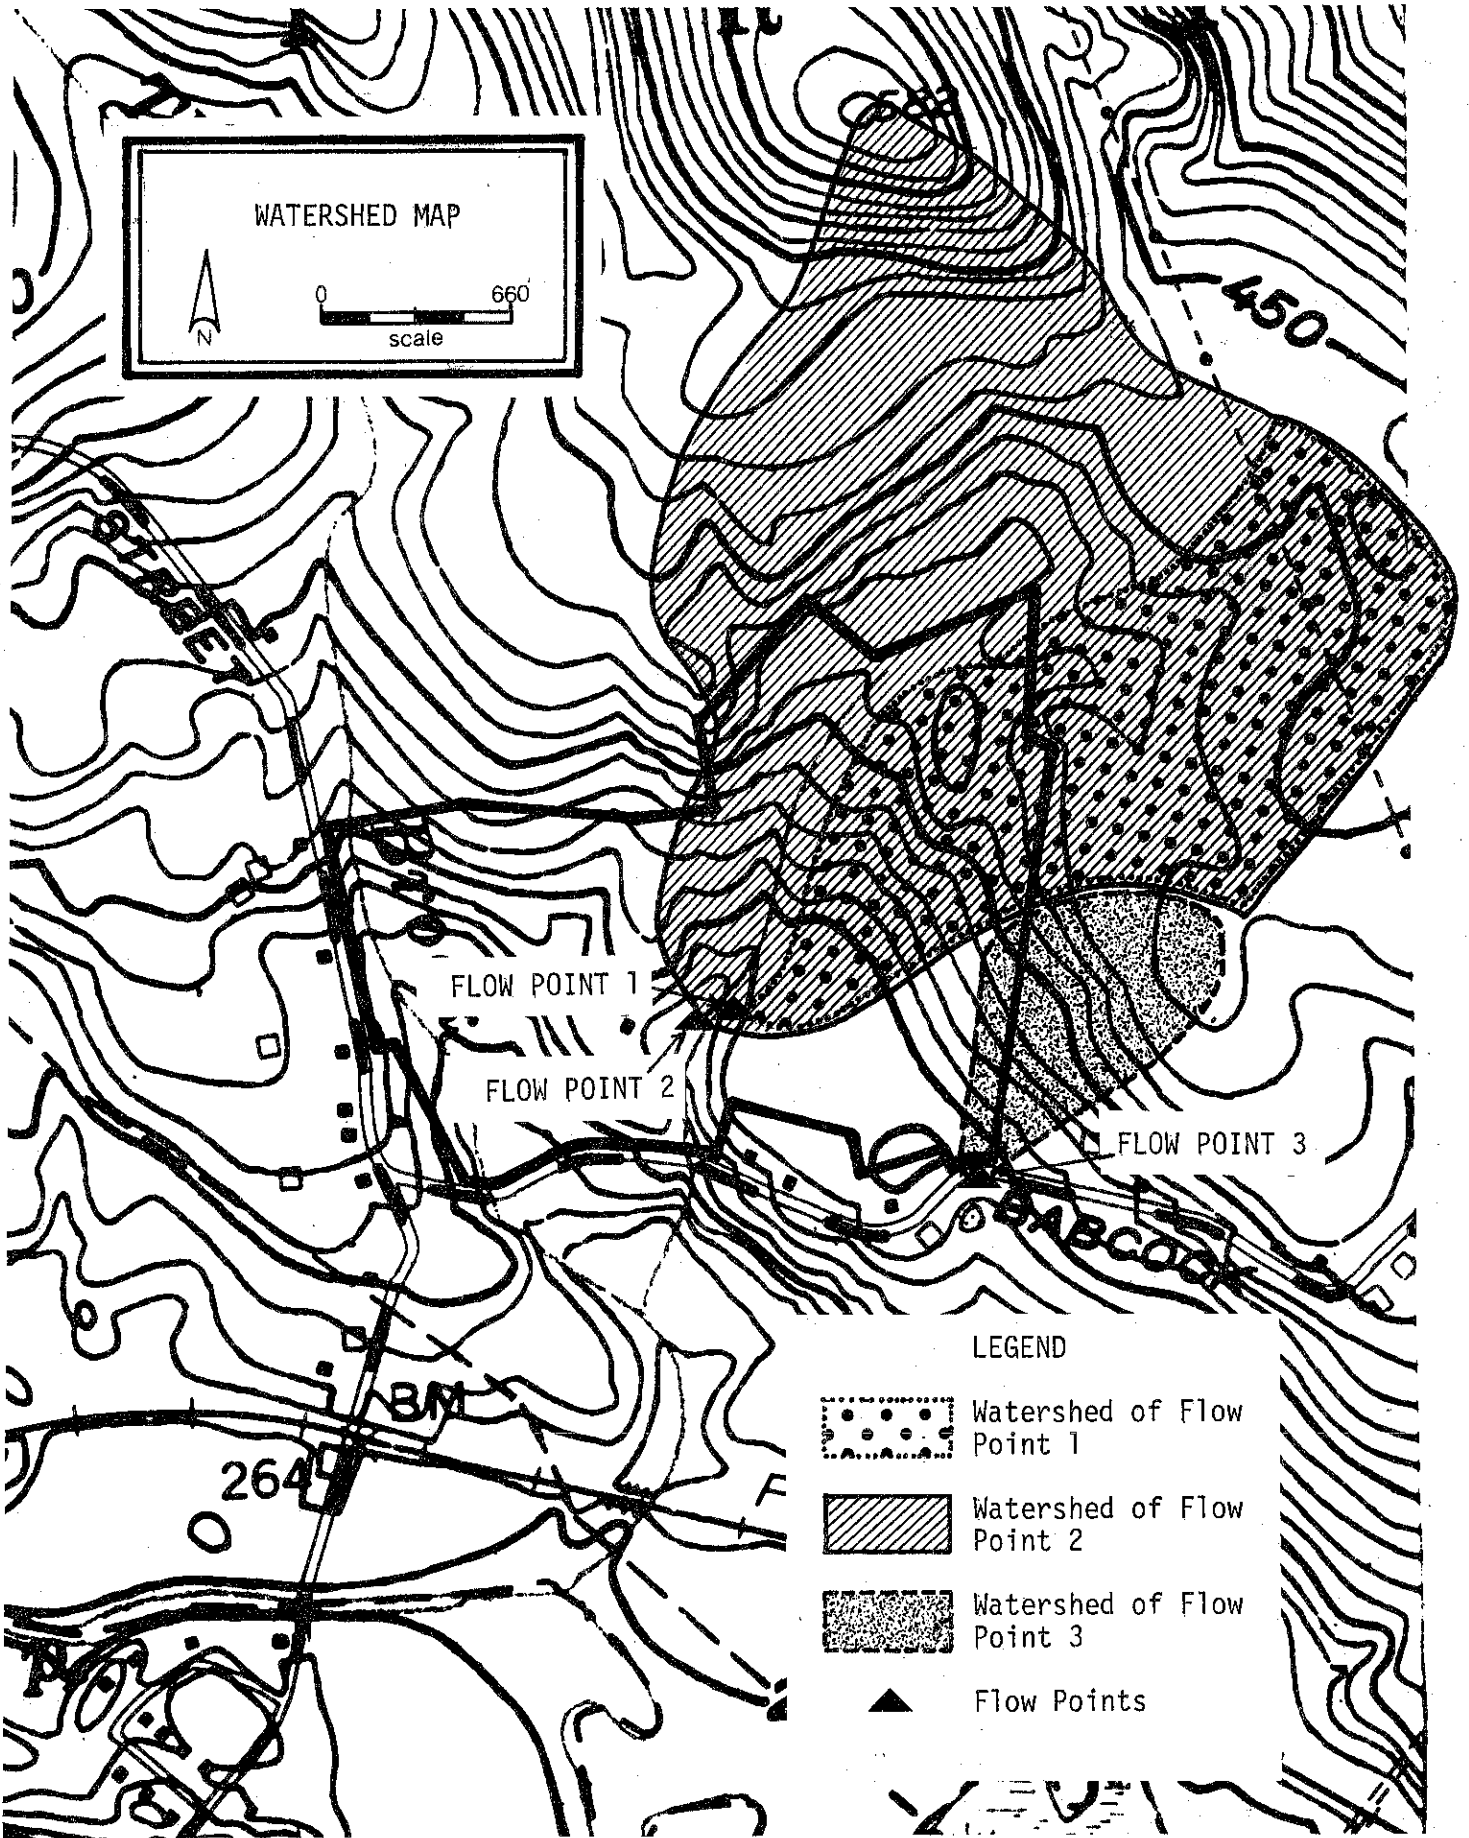 WATERSHED MAP
0 660
scale
N
450
STREET
FLOW POINT 1
FLOW POINT 2
FLOW POINT 3
BABCOCK
LEGEND
Watershed of Flow
Point 1
Watershed of Flow
Point 2
Watershed of Flow
Point 3
Flow Points
BM
264